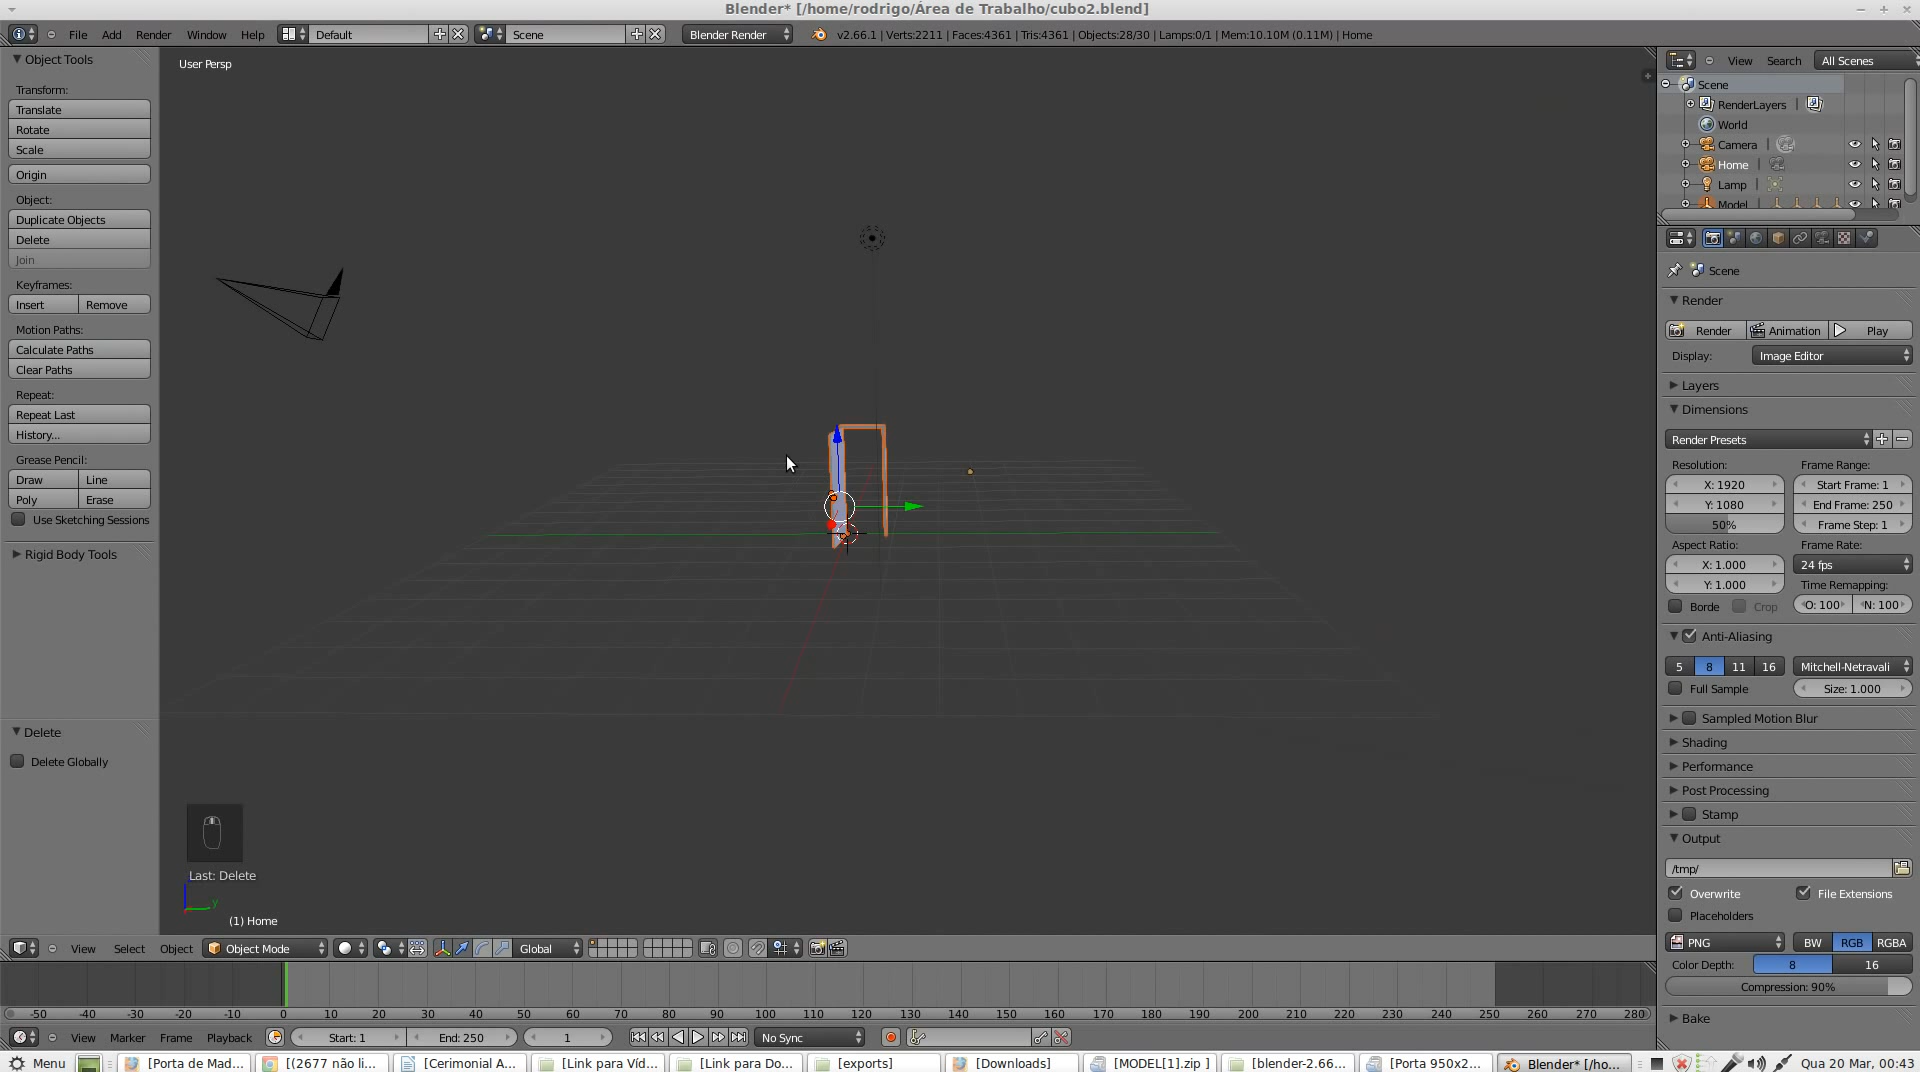 Blender* [/home/rodrigo/Área de Trabalho/cubo2.blend]
File Add Render Window Help Default Scene Blender Render v2.66.1 | Verts:2211 | Faces:4361 | Tris:4361 | Objects:28/30 | Lamps:0/1 | Mem:10.10M (0.11M) | Home
Object Tools
Transform:
Translate
Rotate
Scale
Origin
Object:
Duplicate Objects
Delete
Join
Keyframes:
Insert Remove
Motion Paths:
Calculate Paths
Clear Paths
Repeat:
Repeat Last
History...
Grease Pencil:
Draw Line
Poly Erase
Use Sketching Sessions
Rigid Body Tools
Delete
Delete Globally
User Persp
Last: Delete
y
(1) Home
View Search All Scenes
Scene
RenderLayers
World
Camera
Home
Lamp
Model
Scene
Render
Render Animation Play
Display: Image Editor
Layers
Dimensions
Render Presets
Resolution: Frame Range:
X: 1920 Start Frame: 1
Y: 1080 End Frame: 250
50% Frame Step: 1
Aspect Ratio: Frame Rate:
X: 1.000 24 fps
Y: 1.000 Time Remapping:
Borde Crop O: 100 N: 100
Anti-Aliasing
5 8 11 16 Mitchell-Netravali
Full Sample Size: 1.000
Sampled Motion Blur
Shading
Performance
Post Processing
Stamp
Output
/tmp/
Overwrite File Extensions
Placeholders
PNG BW RGB RGBA
Color Depth: 8 16
Compression: 90%
Bake
View Select Object Object Mode Global
-50 -40 -30 -20 -10 0 10 20 30 40 50 60 70 80 90 100 110 120 130 140 150 160 170 180 190 200 210 220 230 240 250 260 270 280
View Marker Frame Playback Start: 1 End: 250 1 No Sync
Menu [Porta de Mad... [(2677 não li... [Cerimonial A... [Link para Víd... [Link para Do... [exports] [Downloads] [MODEL[1].zip ] [blender-2.66... [Porta 950x2... Blender* [/ho... Qua 20 Mar, 00:43